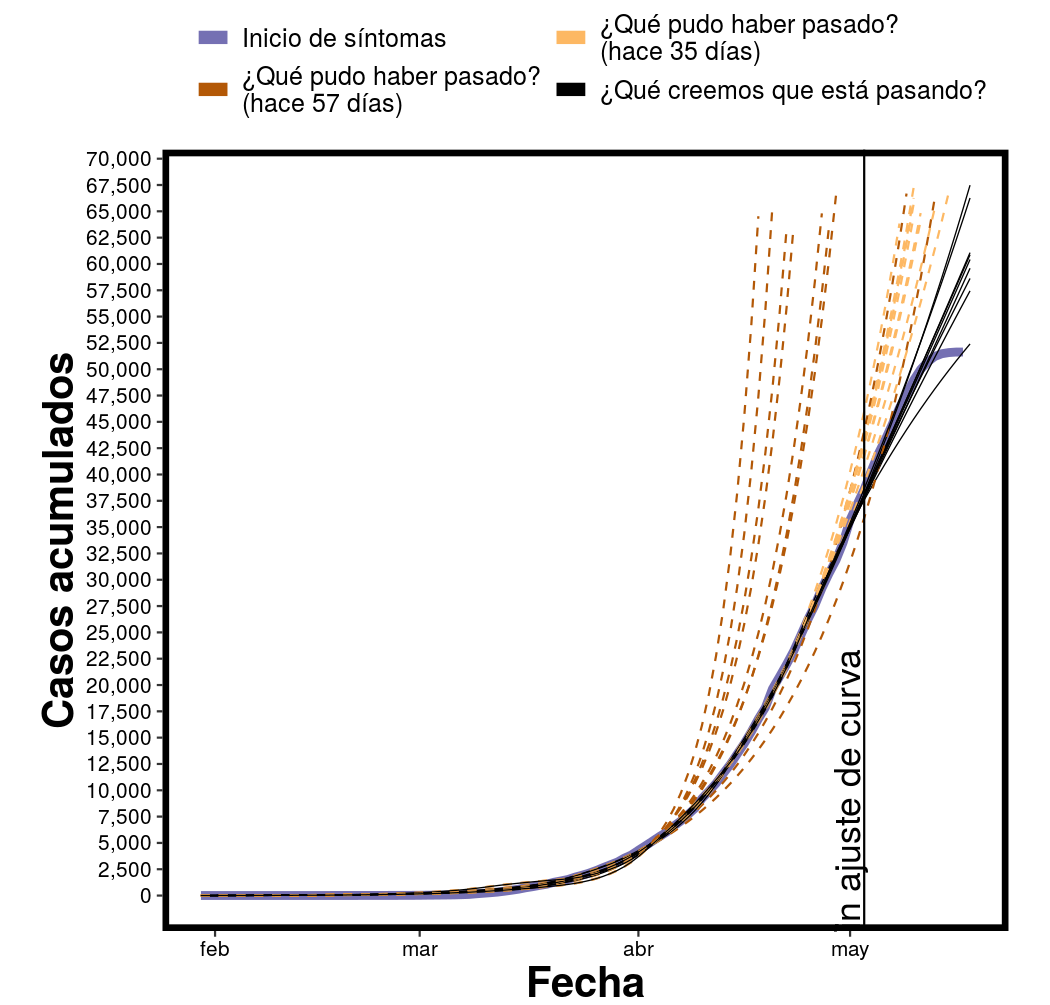 Inicio de síntomas
¿Qué pudo haber pasado?
(hace 57 días)
¿Qué pudo haber pasado?
(hace 35 días)
¿Qué creemos que está pasando?
70,000
67,500
65,000
62,500
60,000
57,500
55,000
52,500
50,000
47,500
45,000
42,500
40,000
37,500
35,000
32,500
30,000
27,500
25,000
22,500
20,000
17,500
15,000
12,500
10,000
7,500
5,000
2,500
0
Casos acumulados
ajuste de curva
feb
mar
abr
may
Fecha